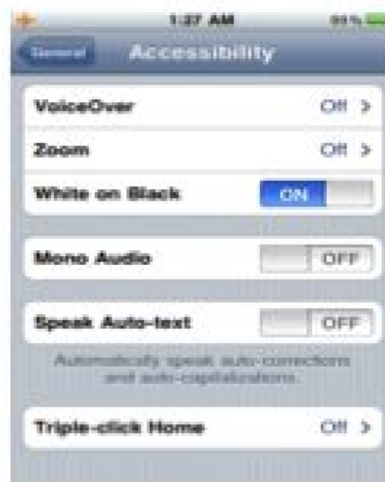 1:27 AM 99%
General Accessibility
VoiceOver Off
Zoom Off
White on Black ON
Mono Audio OFF
Speak Auto-text OFF
Automatically speak auto-corrections
and auto-capitalizations.
Triple-click Home Off